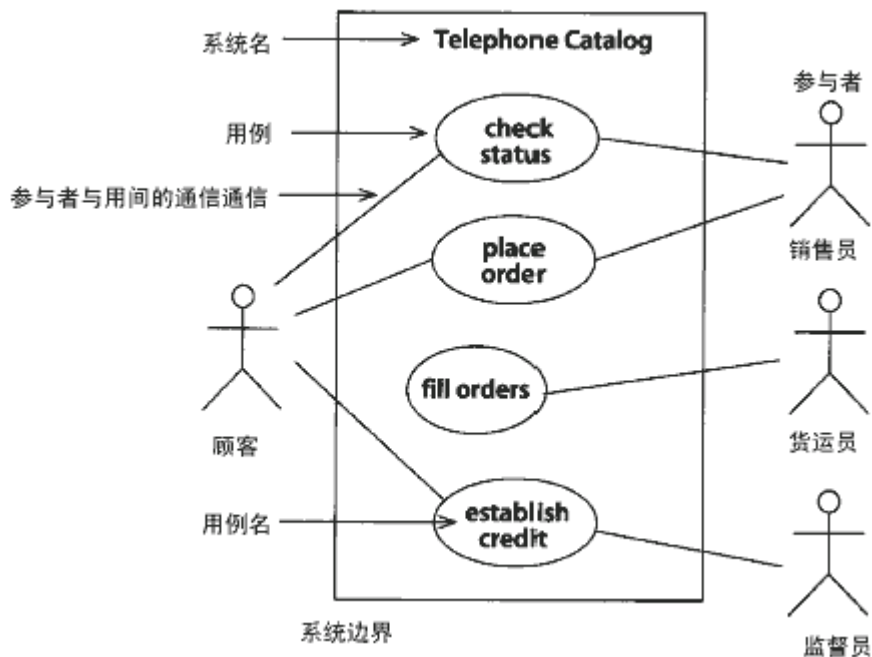 系统名
Telephone Catalog
参与者
用例
check
status
参与者与用间的通信通信
place
order
销售员
fill orders
顾客
货运员
用例名
establish
credit
系统边界
监督员